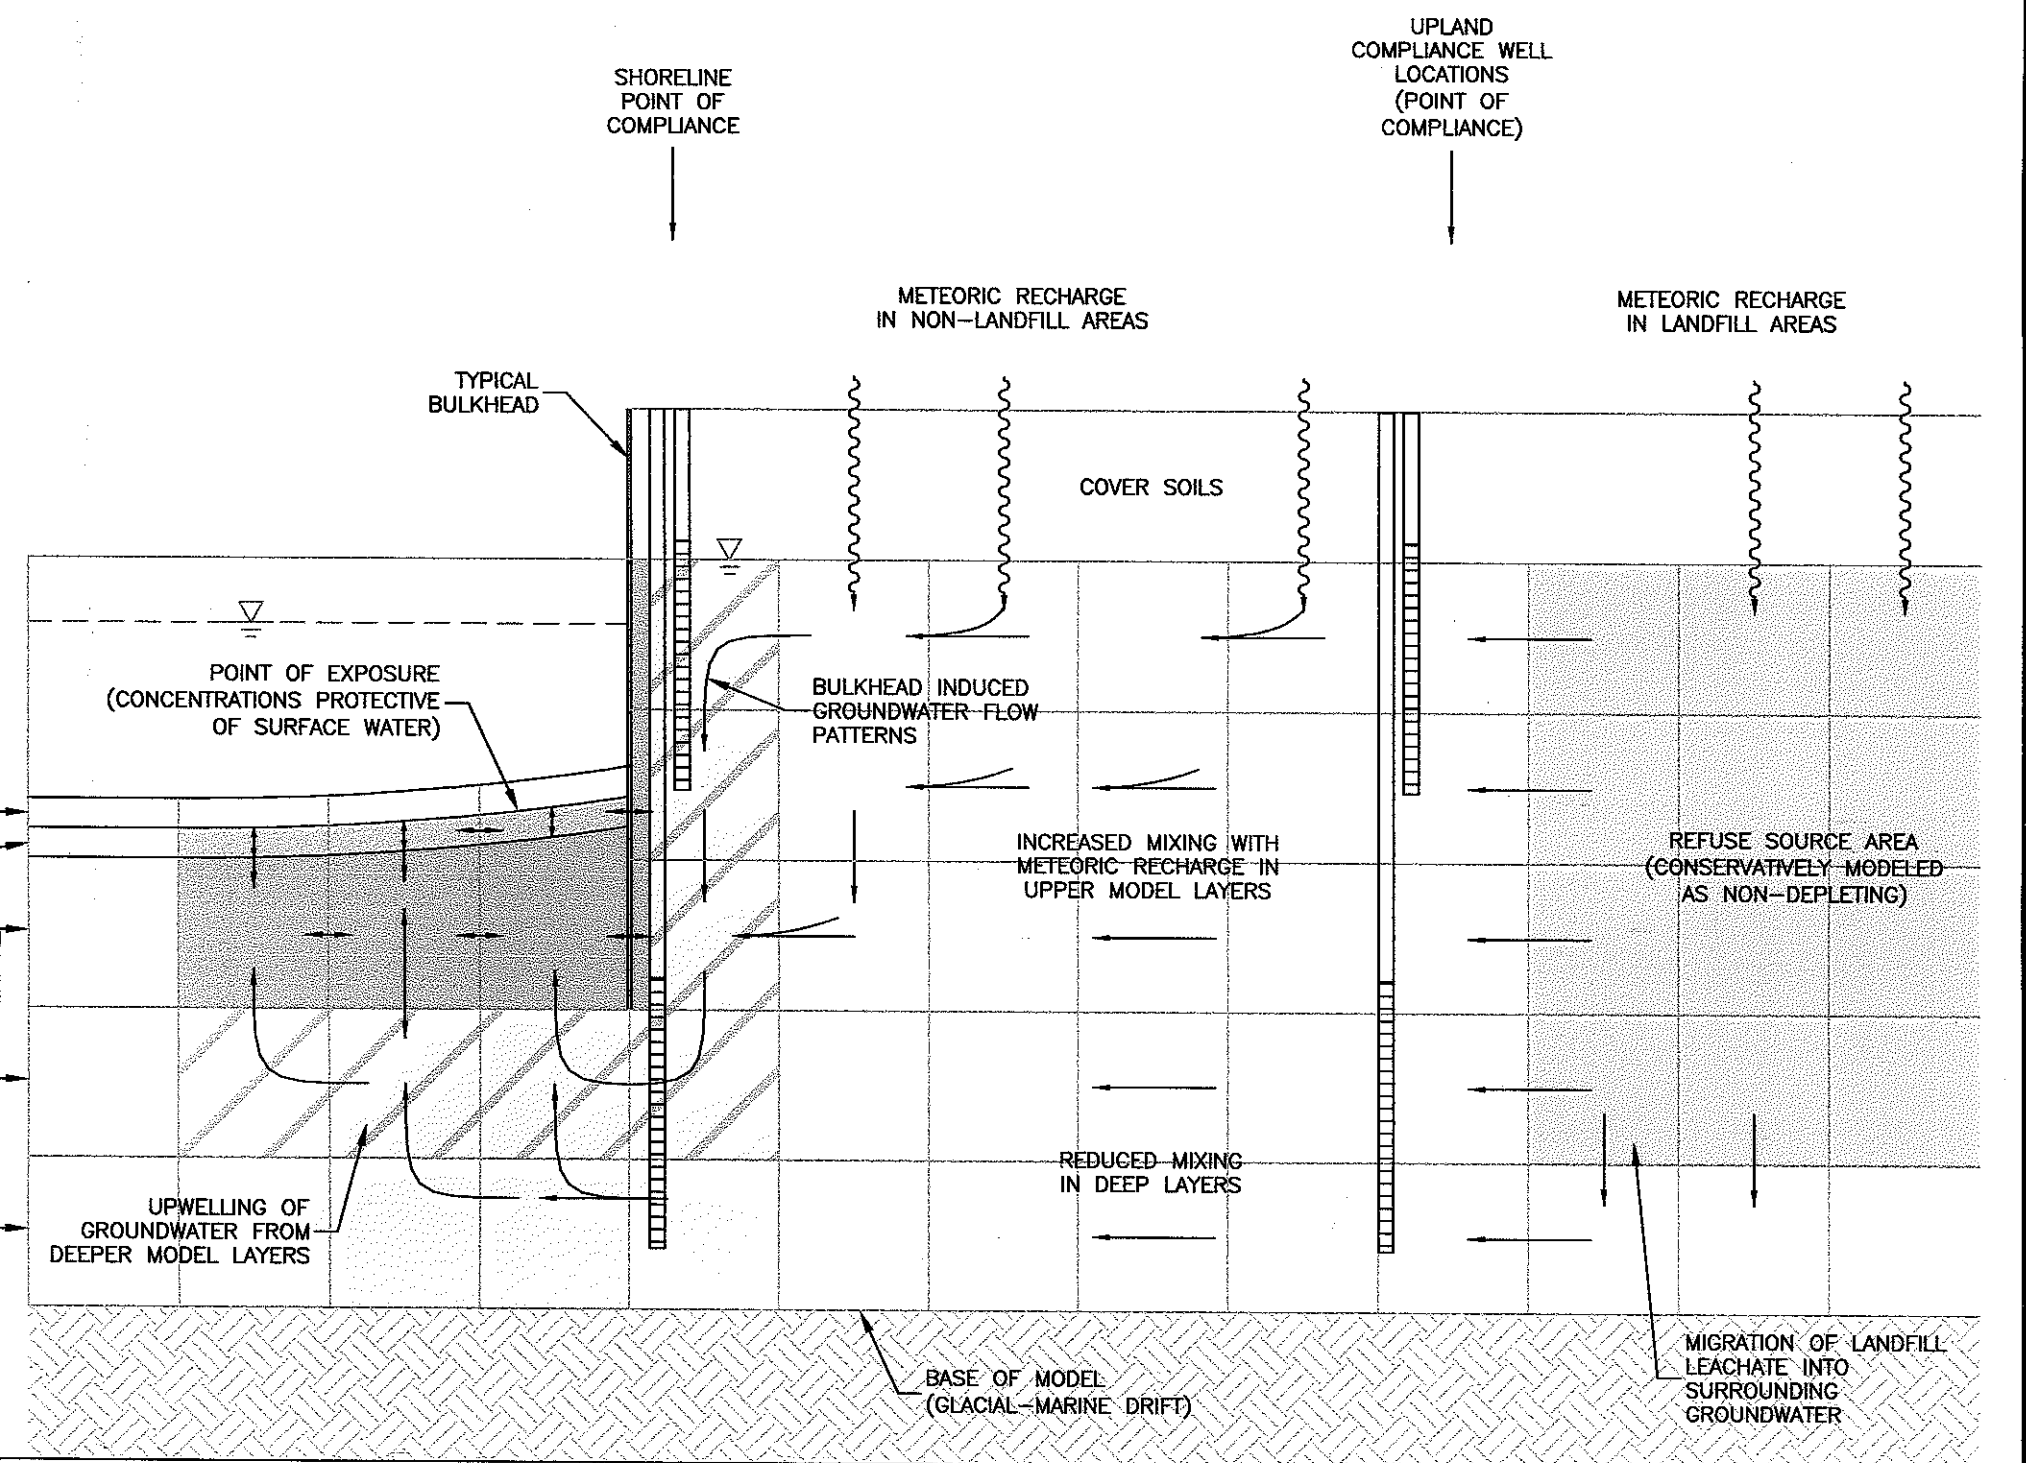 UPLAND
COMPLIANCE WELL
LOCATIONS
(POINT OF
COMPLIANCE)
SHORELINE
POINT OF
COMPLIANCE
METEORIC RECHARGE
IN NON-LANDFILL AREAS
METEORIC RECHARGE
IN LANDFILL AREAS
TYPICAL
BULKHEAD
COVER SOILS
POINT OF EXPOSURE
(CONCENTRATIONS PROTECTIVE
OF SURFACE WATER)
BULKHEAD INDUCED
GROUNDWATER FLOW
PATTERNS
INCREASED MIXING WITH
METEORIC RECHARGE IN
UPPER MODEL LAYERS
REFUSE SOURCE AREA
(CONSERVATIVELY MODELED
AS NON-DEPLETING)
REDUCED MIXING
IN DEEP LAYERS
UPWELLING OF
GROUNDWATER FROM
DEEPER MODEL LAYERS
BASE OF MODEL
(GLACIAL-MARINE DRIFT)
MIGRATION OF LANDFILL
LEACHATE INTO
SURROUNDING
GROUNDWATER